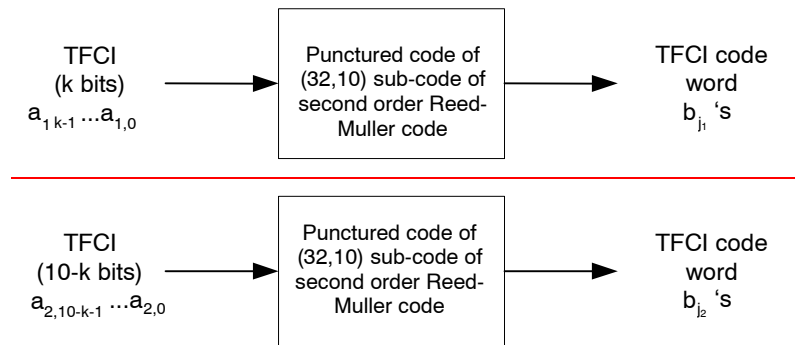 TFCI
(k bits)
a1 k-1 ...a1,0
Punctured code of
(32,10) sub-code of
second order Reed-
Muller code
TFCI code
word
bj1 ‘s
TFCI
(10-k bits)
a2,10-k-1 ...a2,0
Punctured code of
(32,10) sub-code of
second order Reed-
Muller code
TFCI code
word
bj2 ‘s